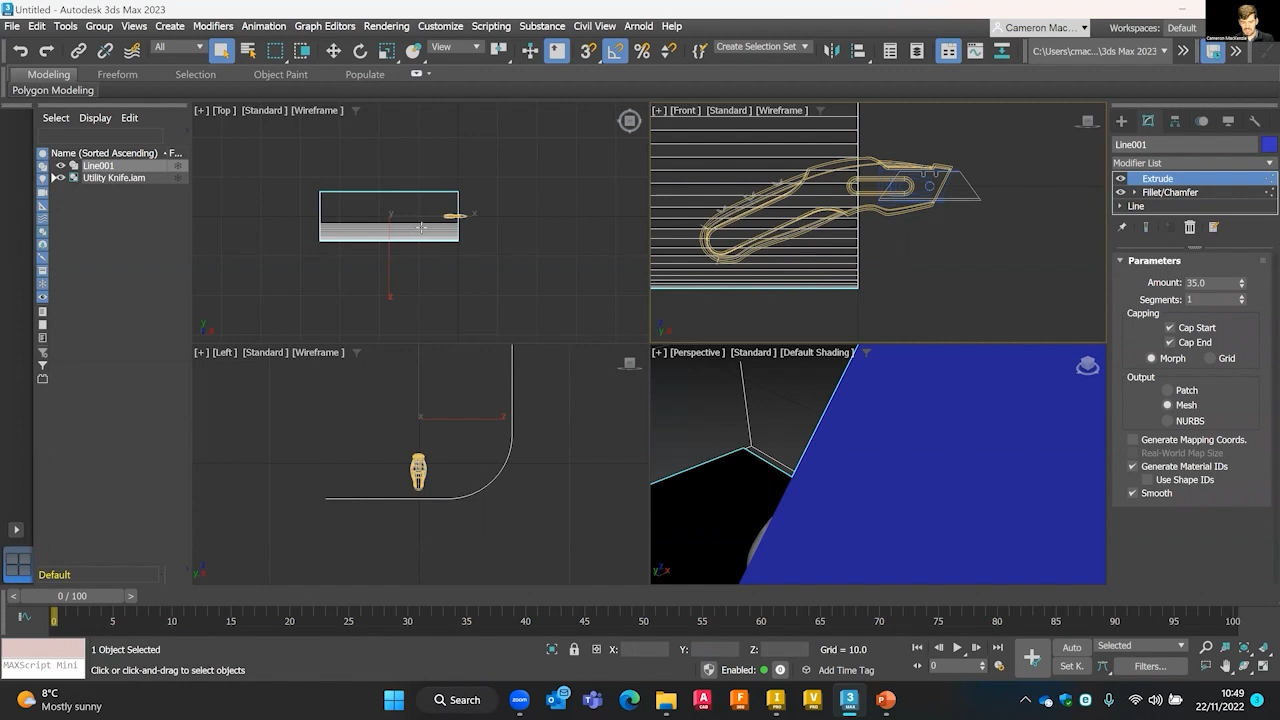 Untitled - Autodesk 3ds Max 2023
File Edit Tools Group Views Create Modifiers Animation Graph Editors Rendering Customize Scripting Substance Civil View Arnold Help
Cameron Mac... Workspaces: Default
Cameron MacKenzie
All View Create Selection Set C:\Users\cmac...\3ds Max 2023
Modeling Freeform Selection Object Paint Populate
Polygon Modeling
Select Display Edit
Name (Sorted Ascending) F...
Line001
Utility Knife.iam
Default
[+] [Top] [Standard] [Wireframe]
y x
z
y x
[+] [Front] [Standard] [Wireframe]
[+] [Left] [Standard] [Wireframe]
x z
[+] [Perspective] [Standard] [Default Shading]
Line001
Modifier List
Extrude
Fillet/Chamfer
Line
Parameters
Amount: 35.0
Segments: 1
Capping
Cap Start
Cap End
Morph Grid
Output
Patch
Mesh
NURBS
Generate Mapping Coords.
Real-World Map Size
Generate Material IDs
Use Shape IDs
Smooth
< 0 / 100 >
0 5 10 15 20 25 30 35 40 45 50 55 60 65 70 75 80 85 90 95 100
MAXScript Mini
1 Object Selected
Click or click-and-drag to select objects
X: Y: Z: Grid = 10.0
Enabled: 0 Add Time Tag
Auto Selected
Set K. Filters...
0
8°C
Mostly sunny
Search
zoom
10:49
22/11/2022